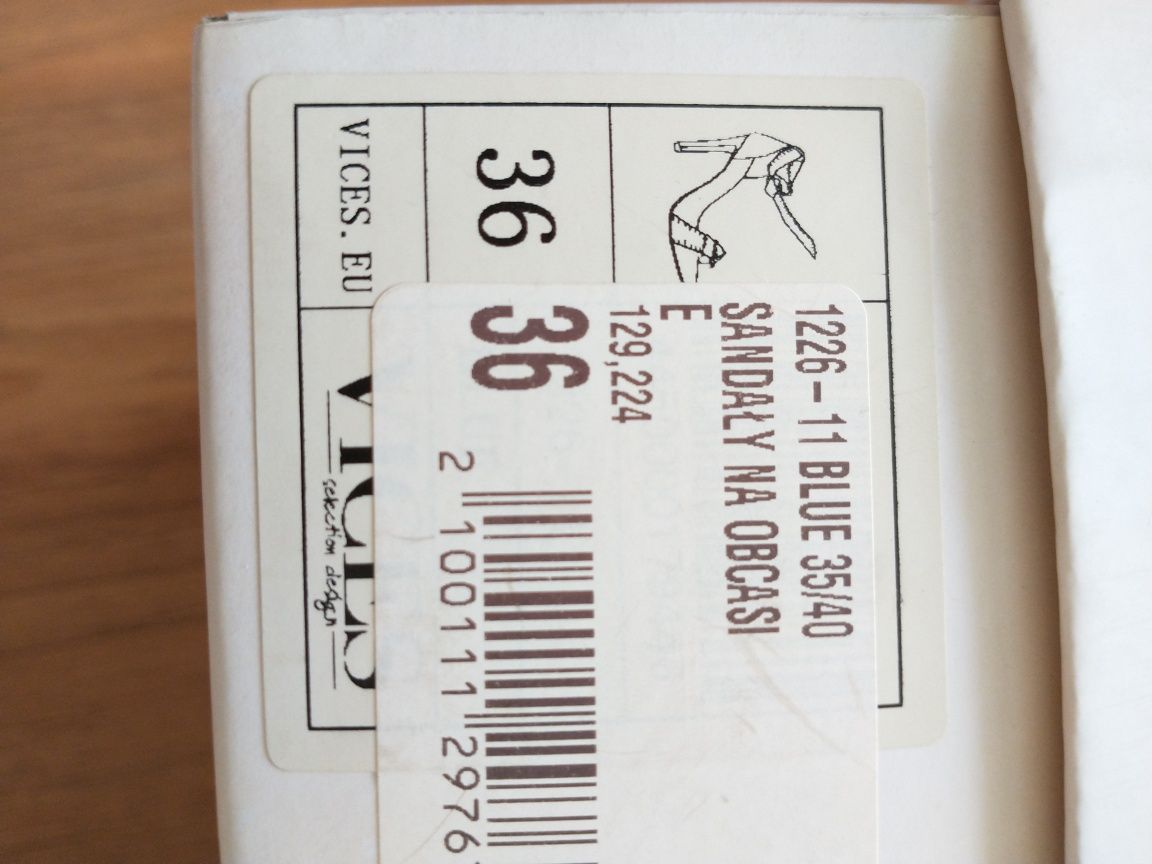 36
VICES.EU
VICES
selection design
1226-11 BLUE 35/40
SANDAŁY NA OBCASI
E
129,224
36
2 100111 2976